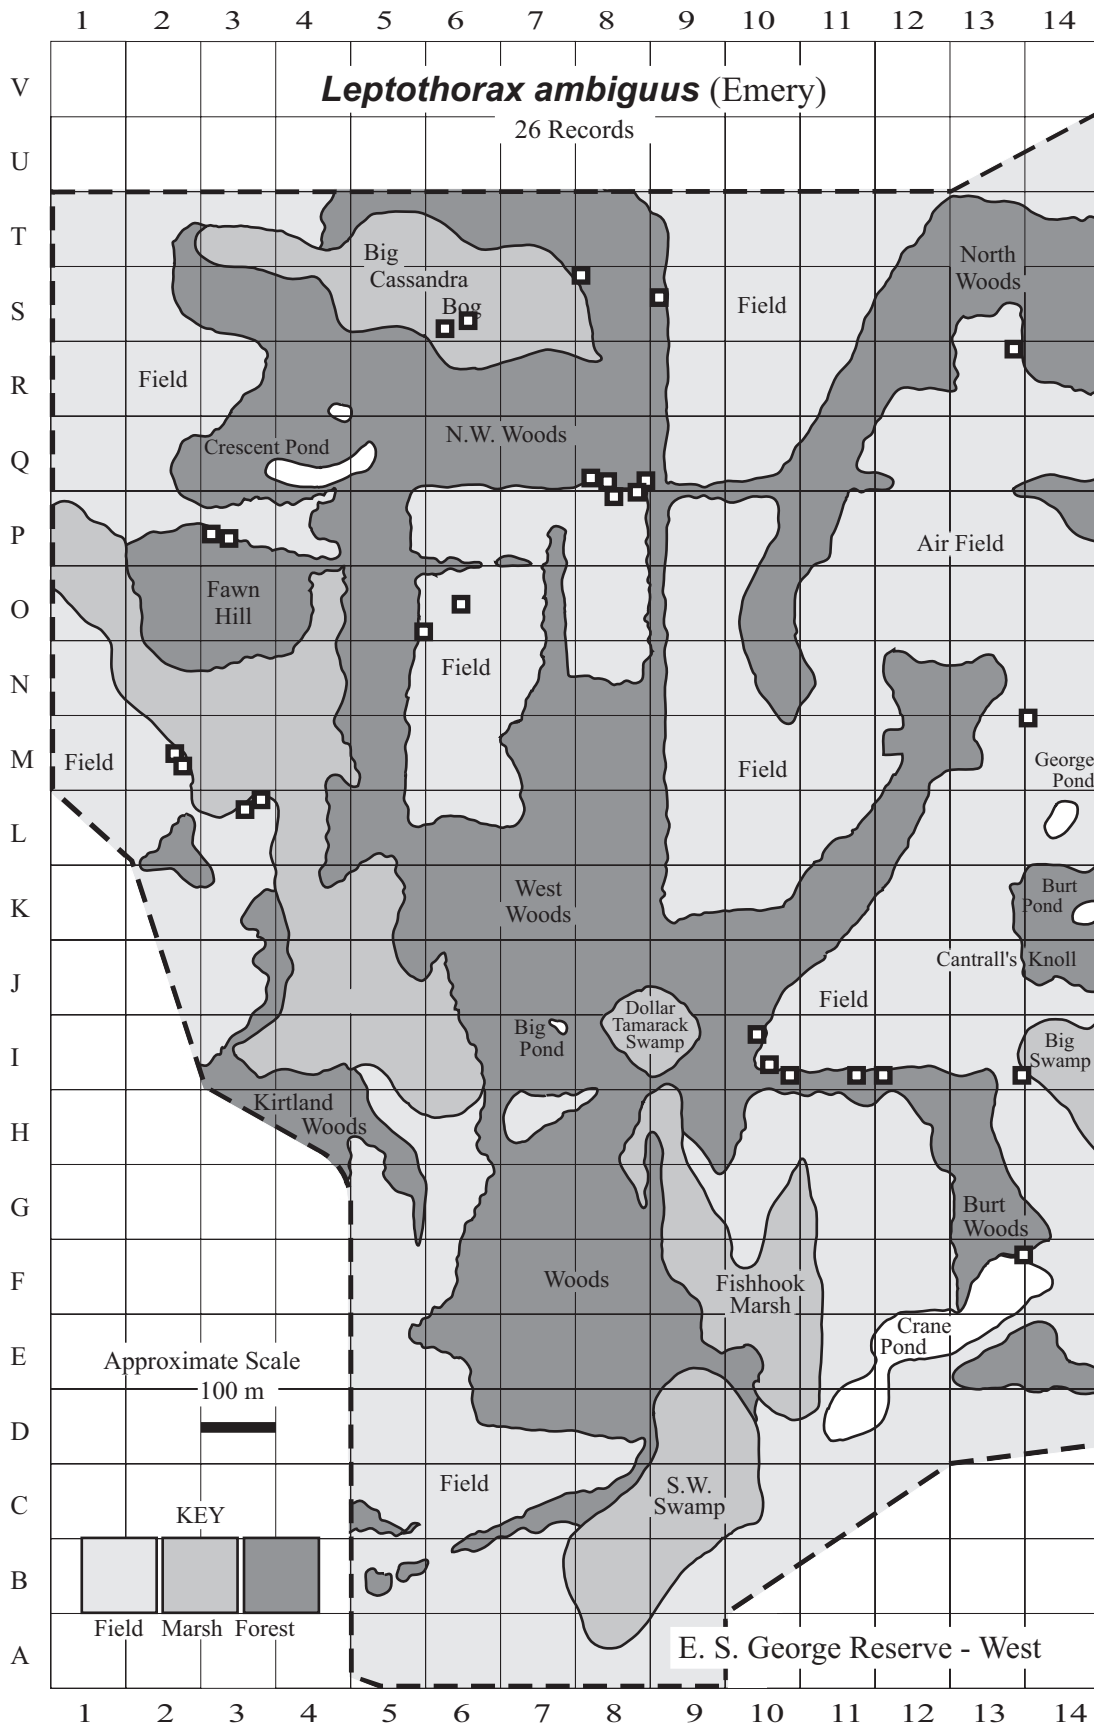 1 2 3 4 5 6 7 8 9 10 11 12 13 14
V
Leptothorax ambiguus (Emery)
26 Records
U
T
Big
Cassandra
Bog
North
Woods
S
Field
R
Field
N.W. Woods
Crescent Pond
Q
P
Air Field
Fawn
Hill
O
Field
N
M
Field
Field
George
Pond
L
West
Woods
Burt
Pond
K
Cantrall's Knoll
J
Field
Dollar
Tamarack
Swamp
Big
Pond
Big
Swamp
I
Kirtland
Woods
H
Burt
Woods
G
Woods
Fishhook
Marsh
F
Crane
Pond
E
Approximate Scale
100 m
D
Field
S.W.
Swamp
C
KEY
B
Field Marsh Forest
A
E. S. George Reserve - West
1 2 3 4 5 6 7 8 9 10 11 12 13 14